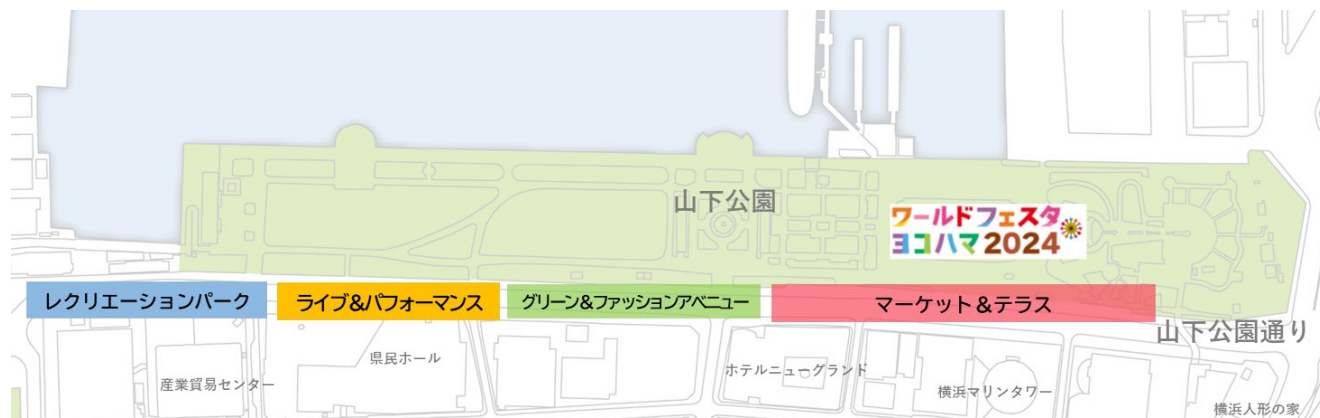 山下公園
ワールドフェスタ
ヨコハマ2024
レクリエーションパーク
ライブ&パフォーマンス
グリーン&ファッションアベニュー
マーケット&テラス
山下公園通り
県民ホール
産業貿易センター
ホテルニューグランド
横浜マリンタワー
横浜人形の家